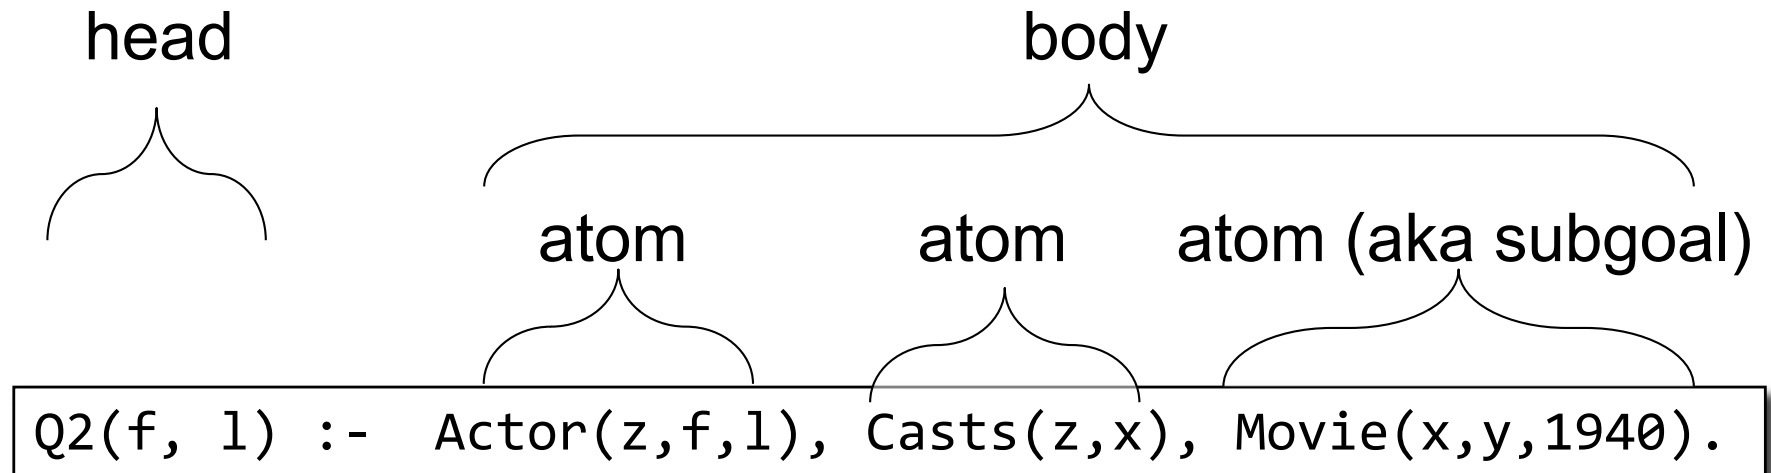 head body
atom atom atom (aka subgoal)
Q2(f, l) :- Actor(z,f,l), Casts(z,x), Movie(x,y,1940).